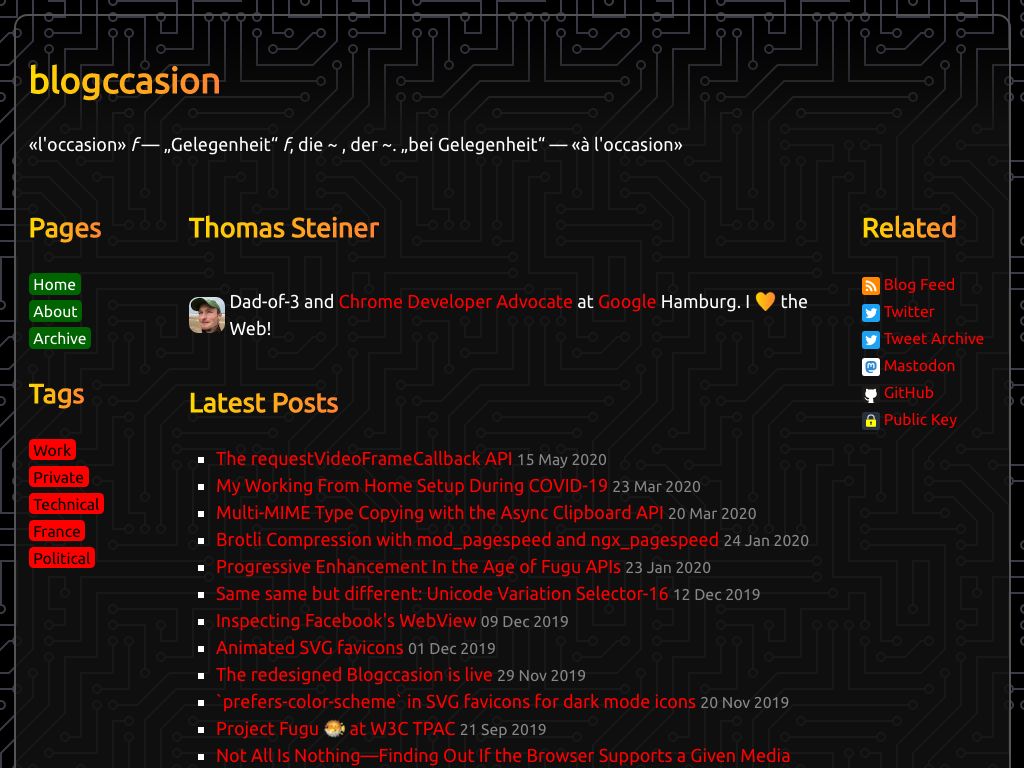 blogccasion
«l'occasion» f — „Gelegenheit“ f, die ~ , der ~. „bei Gelegenheit“ — «à l'occasion»
Pages
Home
About
Archive
Tags
Work
Private
Technical
France
Political
Thomas Steiner
Dad-of-3 and Chrome Developer Advocate at Google Hamburg. I 🧡 the
Web!
Latest Posts
The requestVideoFrameCallback API 15 May 2020
My Working From Home Setup During COVID-19 23 Mar 2020
Multi-MIME Type Copying with the Async Clipboard API 20 Mar 2020
Brotli Compression with mod_pagespeed and ngx_pagespeed 24 Jan 2020
Progressive Enhancement In the Age of Fugu APIs 23 Jan 2020
Same same but different: Unicode Variation Selector-16 12 Dec 2019
Inspecting Facebook's WebView 09 Dec 2019
Animated SVG favicons 01 Dec 2019
The redesigned Blogccasion is live 29 Nov 2019
`prefers-color-scheme` in SVG favicons for dark mode icons 20 Nov 2019
Project Fugu 🐡 at W3C TPAC 21 Sep 2019
Not All Is Nothing—Finding Out If the Browser Supports a Given Media
Related
Blog Feed
Twitter
Tweet Archive
Mastodon
GitHub
Public Key